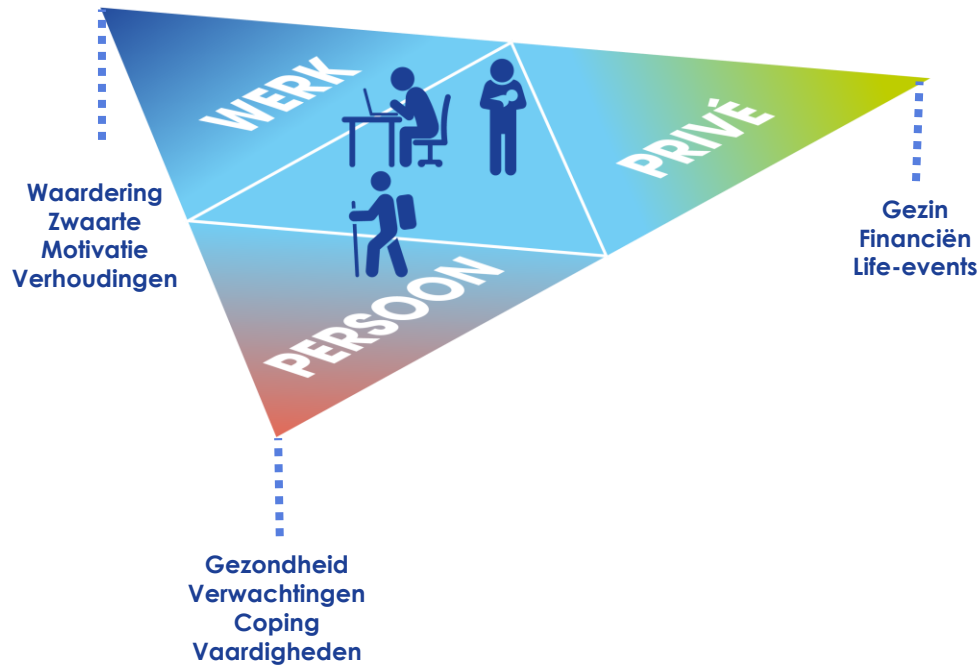 WERK
PRIVÉ
PERSOON
Waardering
Zwaarte
Motivatie
Verhoudingen
Gezin
Financiën
Life-events
Gezondheid
Verwachtingen
Coping
Vaardigheden